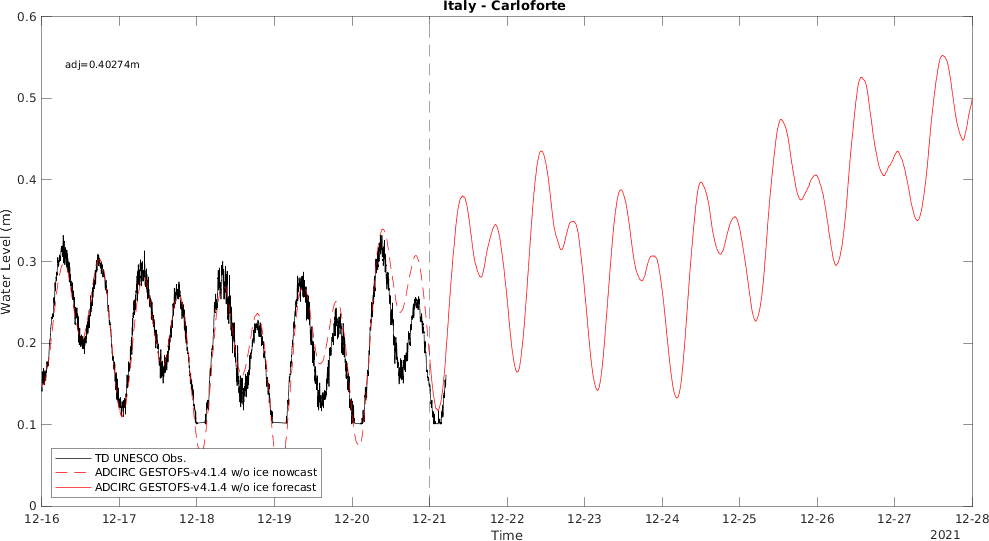 Italy - Carloforte
adj=0.40274m
0.6
0.5
0.4
0.3
0.2
0.1
0
Water Level (m)
TD UNESCO Obs.
ADCIRC GESTOFS-v4.1.4 w/o ice nowcast
ADCIRC GESTOFS-v4.1.4 w/o ice forecast
12-16 12-17 12-18 12-19 12-20 12-21 12-22 12-23 12-24 12-25 12-26 12-27 12-28
Time
2021